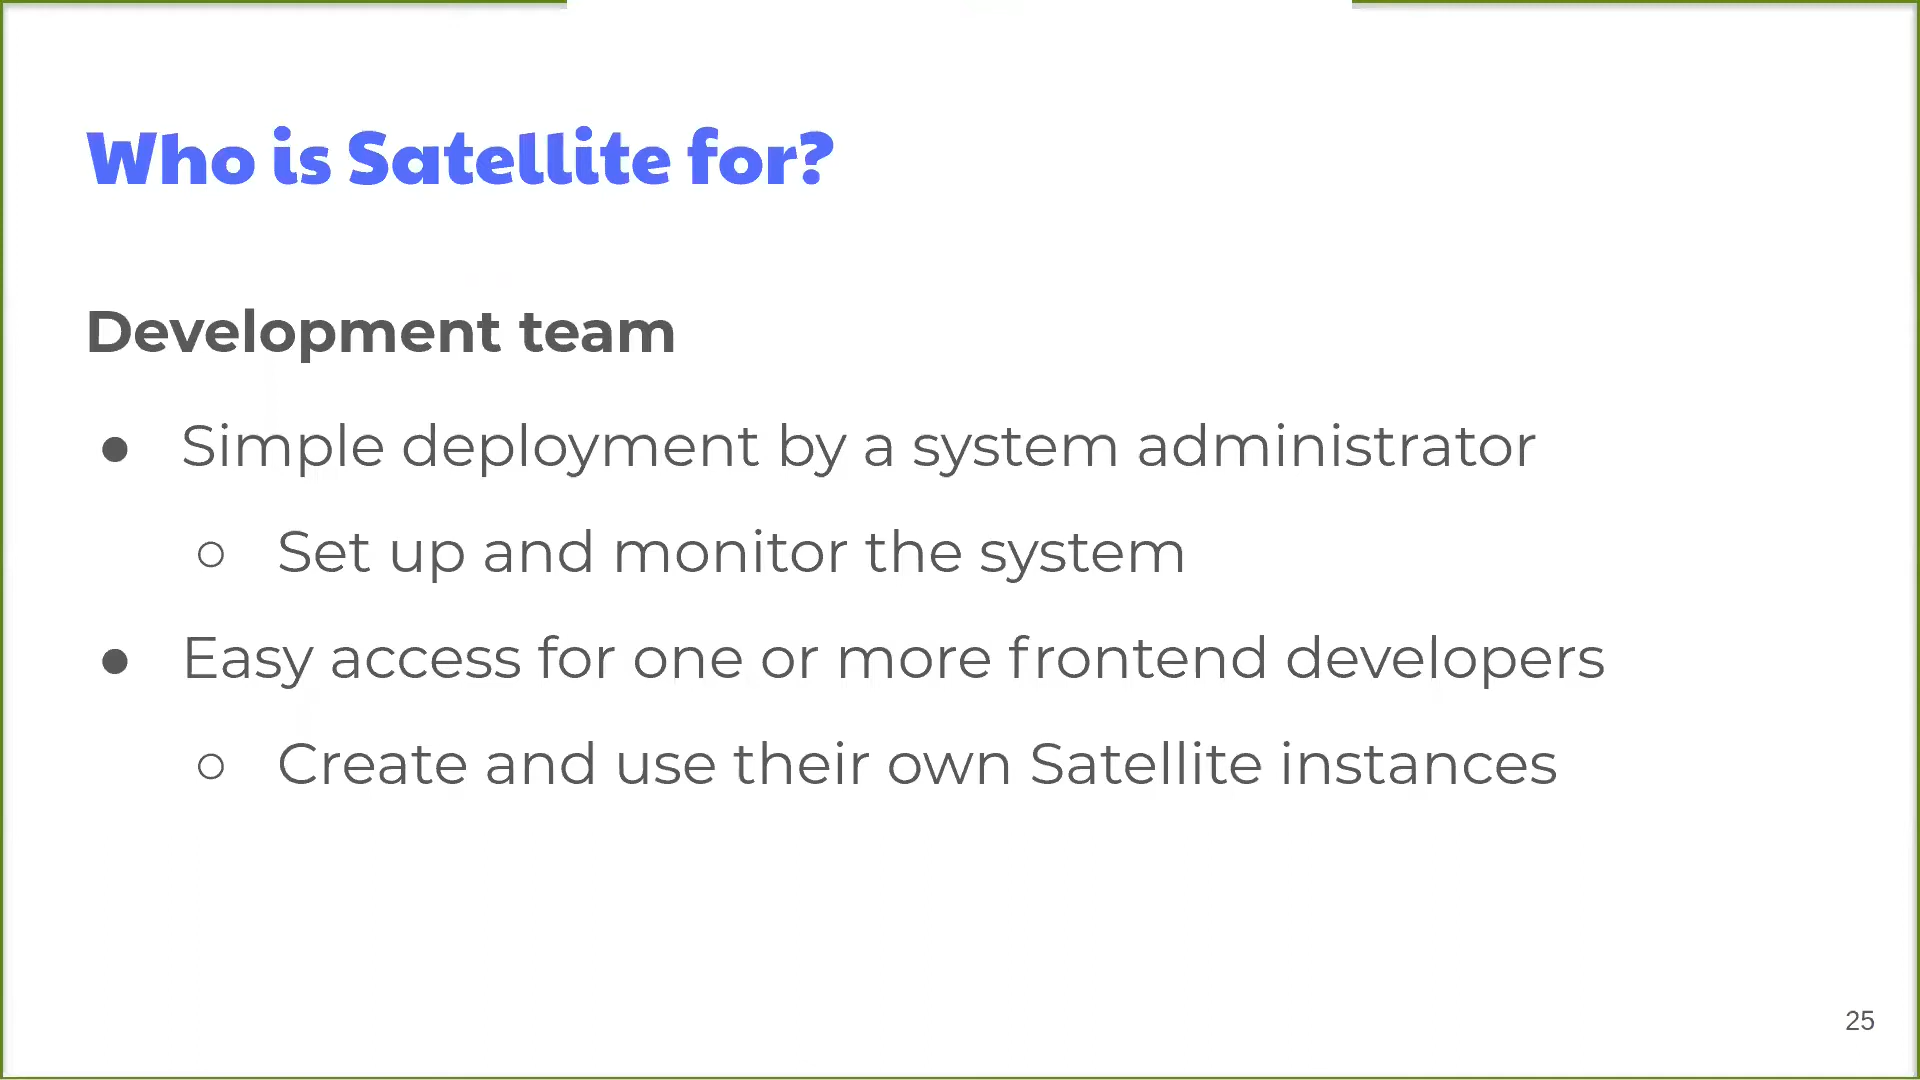 Who is Satellite for?
Development team
● Simple deployment by a system administrator
○ Set up and monitor the system
● Easy access for one or more frontend developers
○ Create and use their own Satellite instances
25